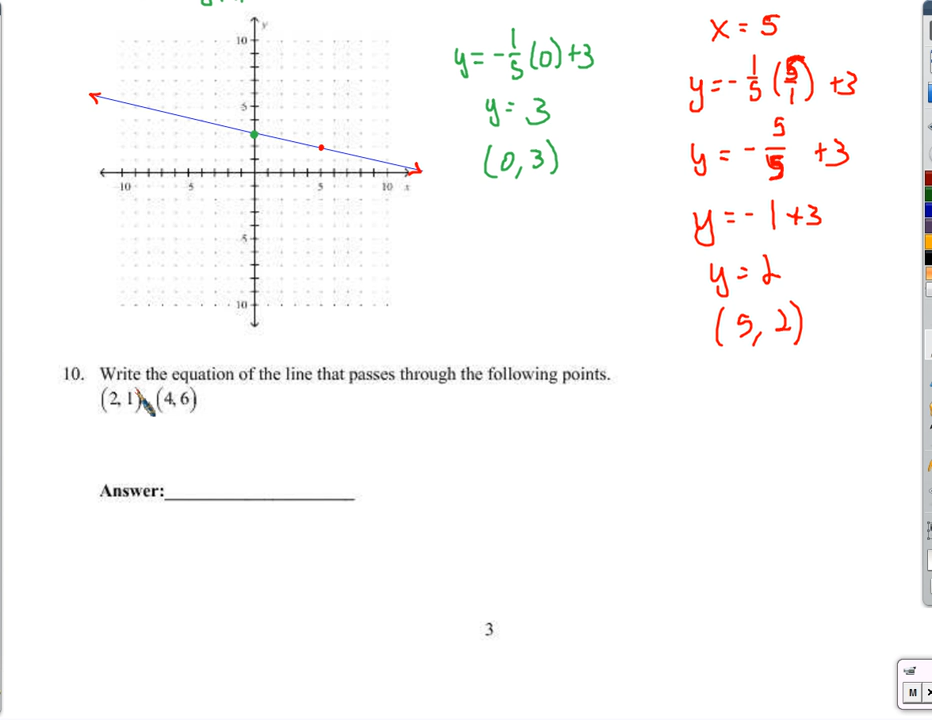 y
10
5
-10
5
5
10
x
5
10
y = -1/5 (0) + 3
y = 3
(0, 3)
x = 5
y = - 1/5 (5/1) + 3
y = - 5/5 + 3
y = - 1 + 3
y = 2
(5, 2)
10. Write the equation of the line that passes through the following points.
(2, 1) (4, 6)
Answer:____________________
3
M